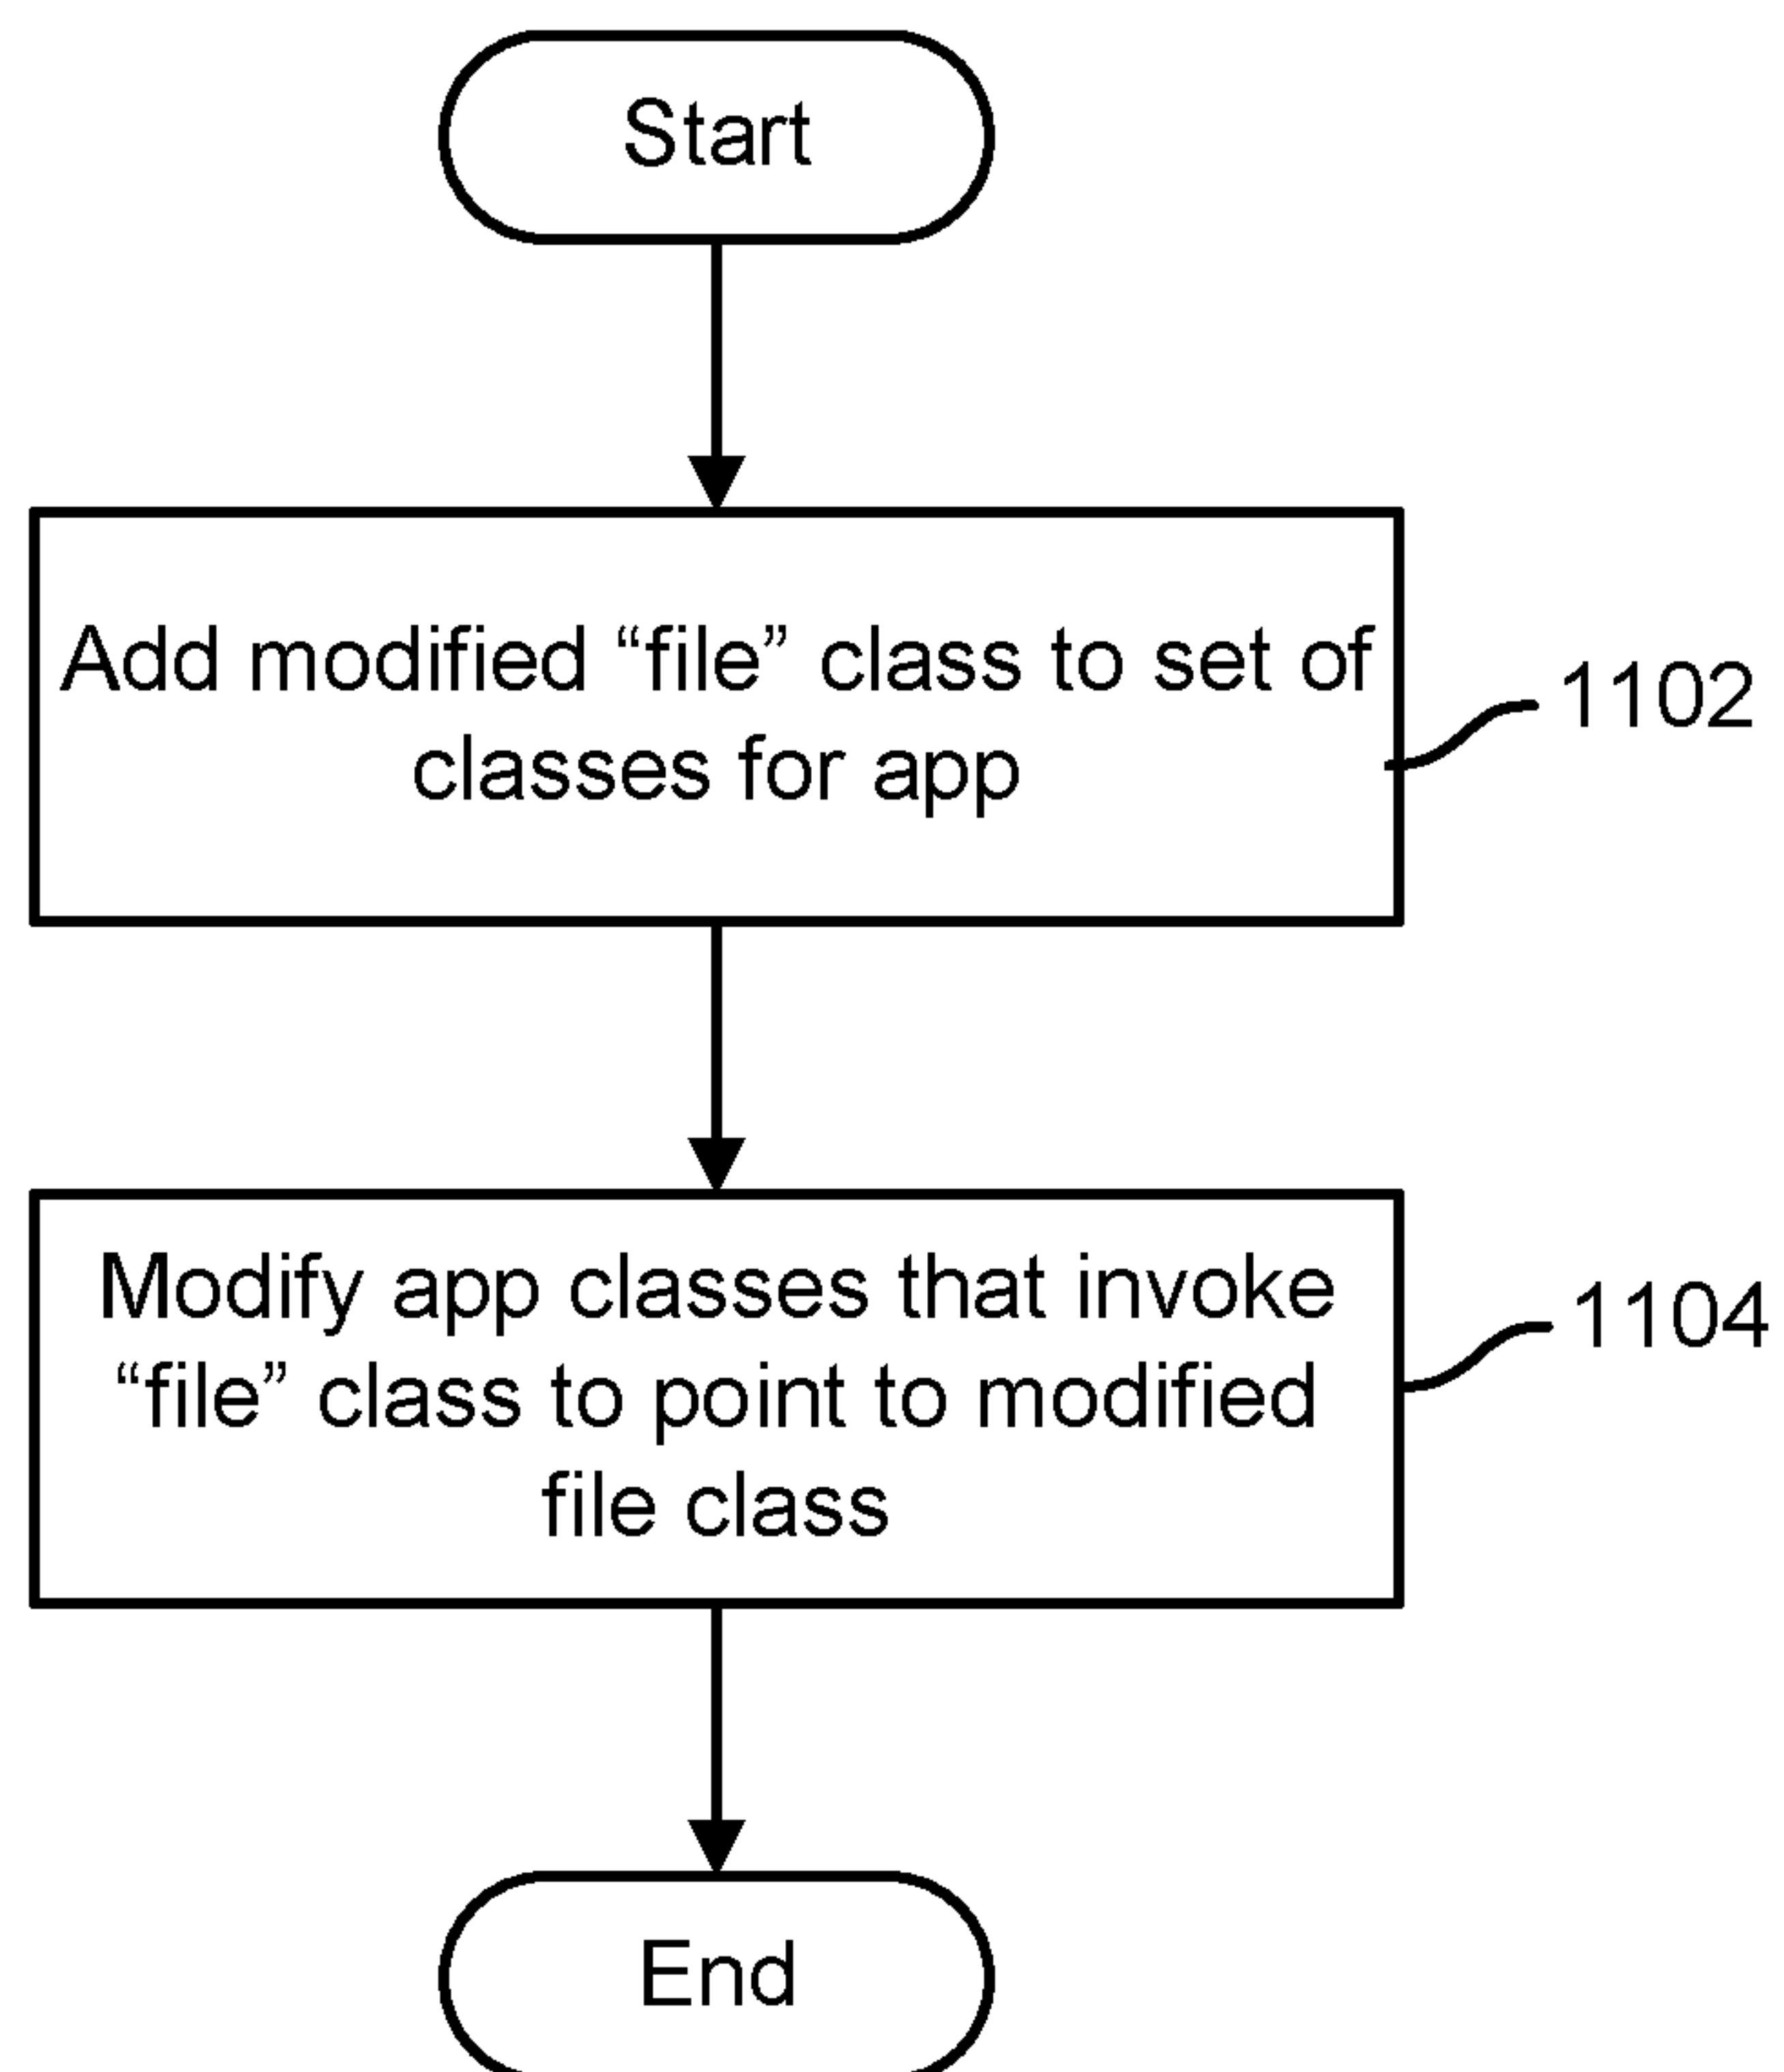 Start
Add modified “file” class to set of
classes for app
1102
Modify app classes that invoke
“file” class to point to modified
file class
1104
End